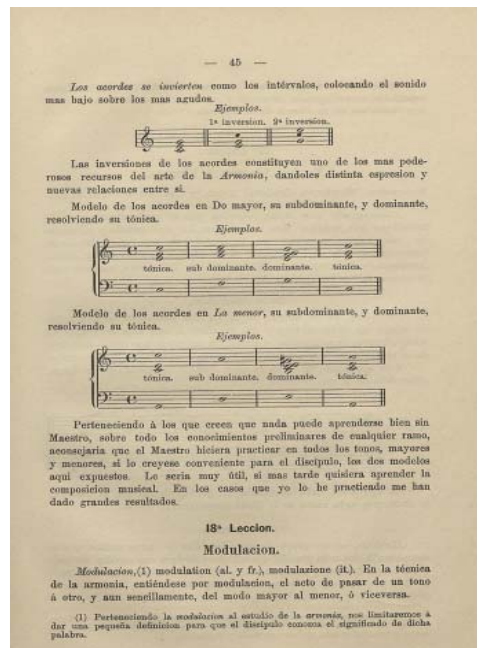 — 45 —
Los acordes se invierten como los intérvalos, colocando el sonido
mas bajo sobre los mas agudos.
Ejemplos.
1ª inversion. 2ª inversion.
Las inversiones de los acordes constituyen uno de los mas pode-
rosos recursos del arte de la Armonia, dandoles distinta espresion y
nuevas relaciones entre si.
Modelo de los acordes en Do mayor, su subdominante, y dominante,
resolviendo su tónica.
Ejemplos.
tónica. sub dominante. dominante. tónica.
Modelo de los acordes en La menor, su subdominante, y dominante,
resolviendo su tónica.
Ejemplos.
tónica. sub dominante. dominante. tónica.
Perteneciendo à los que creen que nada puede aprenderse bien sin
Maestro, sobre todo los conocimientos preliminares de cualquier ramo,
aconsejaria que el Maestro hiciera practicar en todos los tonos, mayores
y menores, si lo creyese conveniente para el discípulo, los dos modelos
aqui expuestos. Le seria muy útil, si mas tarde quisiera aprender la
composicion musical. En los casos que yo lo he practicado me han
dado grandes resultados.
18ª Leccion.
Modulacion.
Modulacion,(1) modulation (al. y fr.), modulazione (it.). En la técnica
de la armonia, entiéndese por modulacion, el acto de pasar de un tono
à otro, y aun sencillamente, del modo mayor al menor, ò viceversa.
(1) Perteneciendo la modulacion al estudio de la armonia, nos limitaremos à
dar una pequeña definicion para que el discipulo conozca el significado de dicha
palabra.